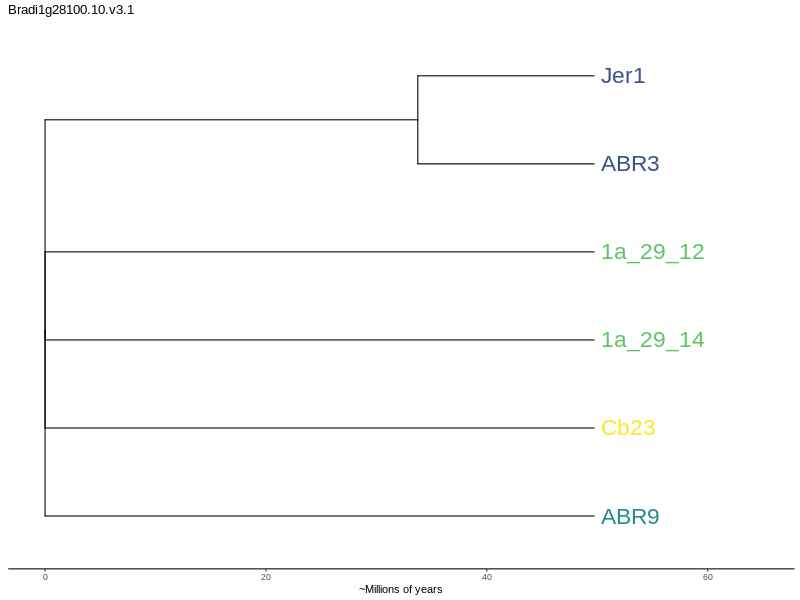 Bradi1g28100.10.v3.1
Jer1
ABR3
1a_29_12
1a_29_14
Cb23
ABR9
0 20 40 60
~Millions of years